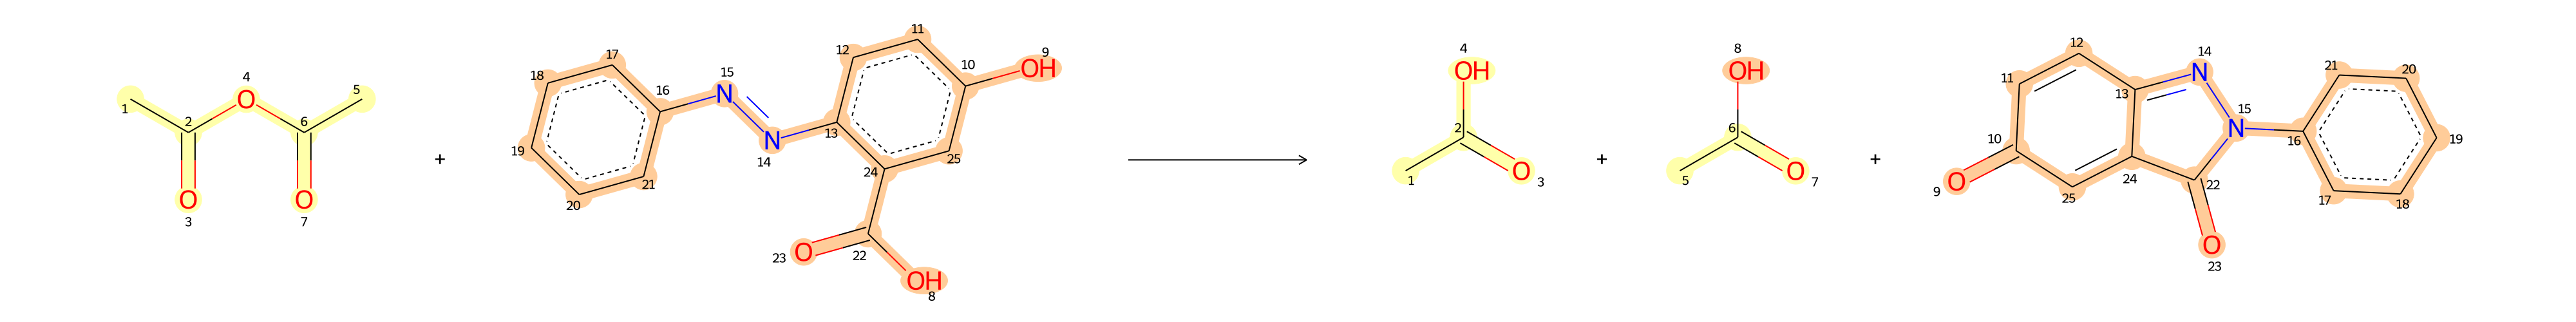 1 2 3 4 5 6 7 O O O
+
8 9 10 11 12 13 14 15 16 17 18 19 20 21 22 23 24 25 N N OH O OH
1 2 3 4 OH O
+
5 6 7 8 OH O
+
9 10 11 12 13 14 15 16 17 18 19 20 21 22 23 24 25 O N N O